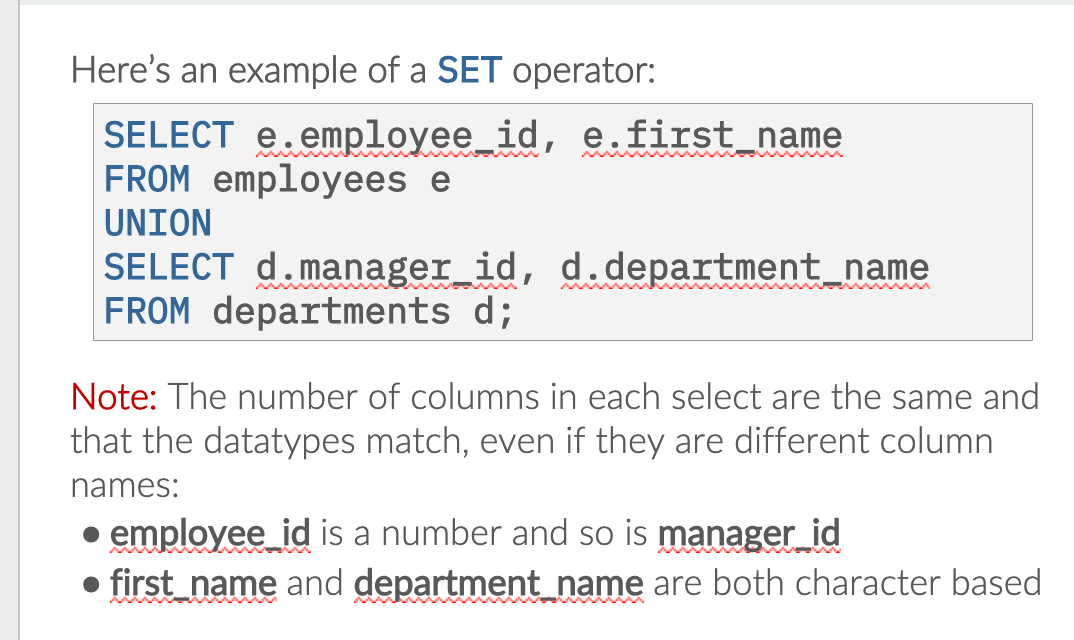 Here’s an example of a SET operator:
SELECT e.employee_id, e.first_name
FROM employees e
UNION
SELECT d.manager_id, d.department_name
FROM departments d;
Note: The number of columns in each select are the same and
that the datatypes match, even if they are different column
names:
● employee_id is a number and so is manager_id
● first_name and department_name are both character based